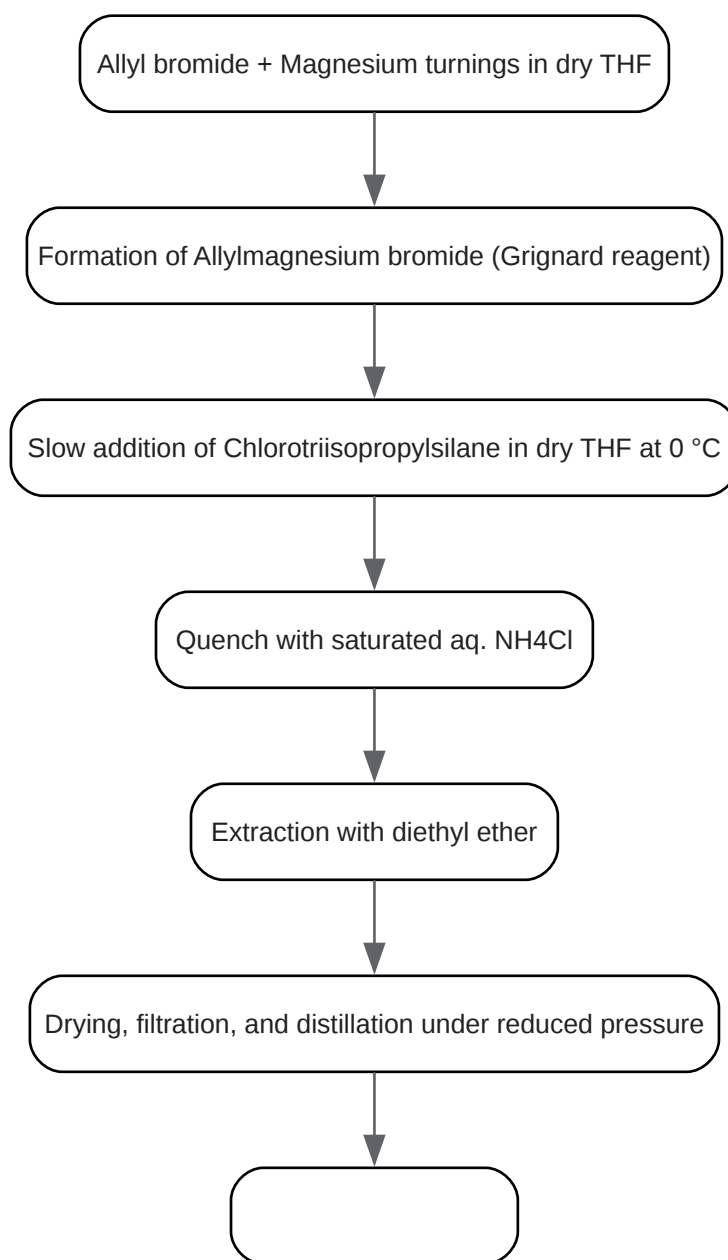 Allyl bromide + Magnesium turnings in dry THF
Formation of Allylmagnesium bromide (Grignard reagent)
Slow addition of Chlorotriisopropylsilane in dry THF at 0 °C
Quench with saturated aq. NH4Cl
Extraction with diethyl ether
Drying, filtration, and distillation under reduced pressure